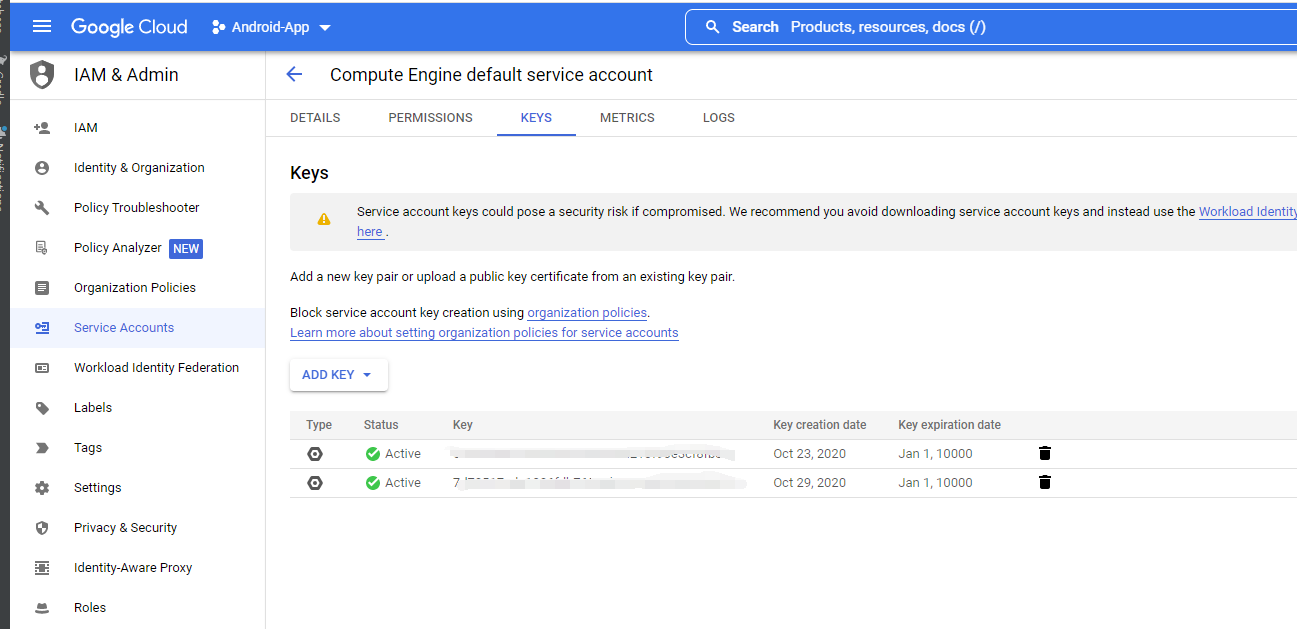 Google Cloud
Android-App
Search Products, resources, docs (/)
IAM & Admin
Compute Engine default service account
DETAILS PERMISSIONS KEYS METRICS LOGS
IAM
Identity & Organization
Policy Troubleshooter
Policy Analyzer NEW
Organization Policies
Service Accounts
Workload Identity Federation
Labels
Tags
Settings
Privacy & Security
Identity-Aware Proxy
Roles
Keys
Service account keys could pose a security risk if compromised. We recommend you avoid downloading service account keys and instead use the Workload Identity
here .
Add a new key pair or upload a public key certificate from an existing key pair.
Block service account key creation using organization policies.
Learn more about setting organization policies for service accounts
ADD KEY
Type Status Key Key creation date Key expiration date
Active Oct 23, 2020 Jan 1, 10000
Active Oct 29, 2020 Jan 1, 10000